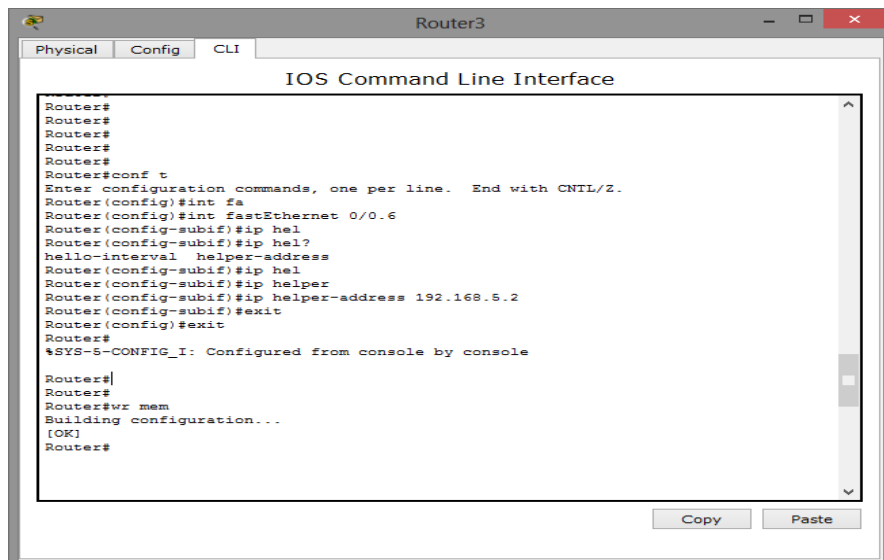 Router3
Physical Config CLI
IOS Command Line Interface
Router#
Router#
Router#
Router#
Router#
Router#conf t
Enter configuration commands, one per line.  End with CNTL/Z.
Router(config)#int fa
Router(config)#int fastEthernet 0/0.6
Router(config-subif)#ip hel
Router(config-subif)#ip hel?
hello-interval  helper-address
Router(config-subif)#ip hel
Router(config-subif)#ip helper
Router(config-subif)#ip helper-address 192.168.5.2
Router(config-subif)#exit
Router(config)#exit
Router#
%SYS-5-CONFIG_I: Configured from console by console
Router#
Router#
Router#wr mem
Building configuration...
[OK]
Router#
Copy Paste